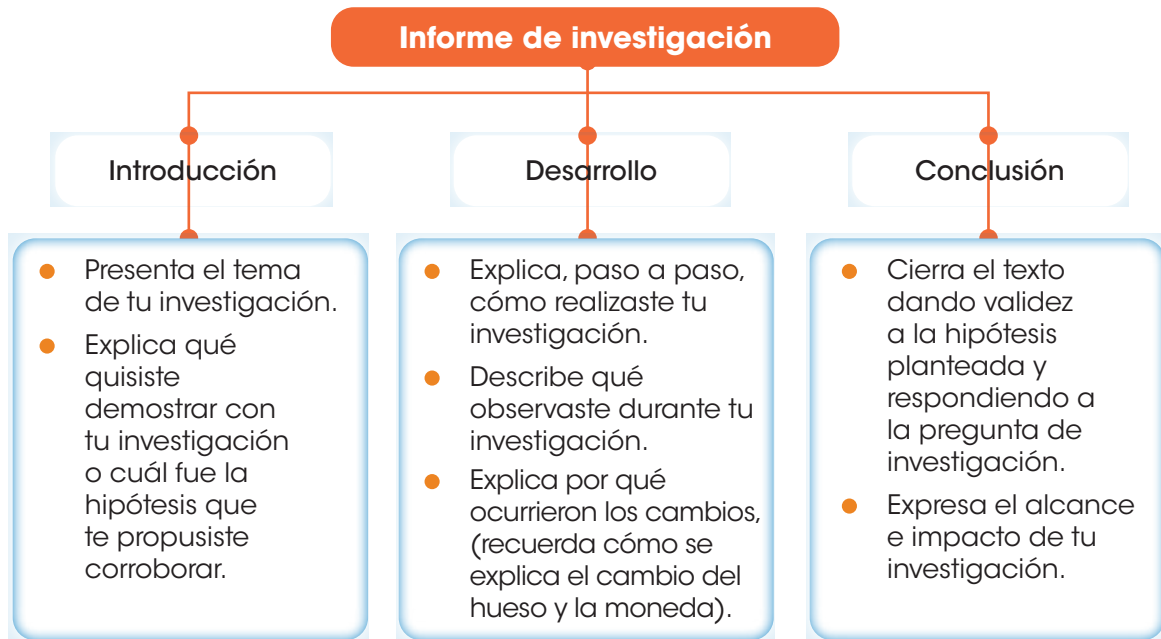 Informe de investigación
Introducción
Presenta el tema
de tu investigación.
Explica qué
quisiste
demostrar con
tu investigación
o cuál fue la
hipótesis que
te propusiste
corroborar.
Desarrollo
Explica, paso a paso,
cómo realizaste tu
investigación.
Describe qué
observaste durante tu
investigación.
Explica por qué
ocurrieron los cambios,
(recuerda cómo se
explica el cambio del
hueso y la moneda).
Conclusión
Cierra el texto
dando validez
a la hipótesis
planteada y
respondiendo a
la pregunta de
investigación.
Expresa el alcance
e impacto de tu
investigación.